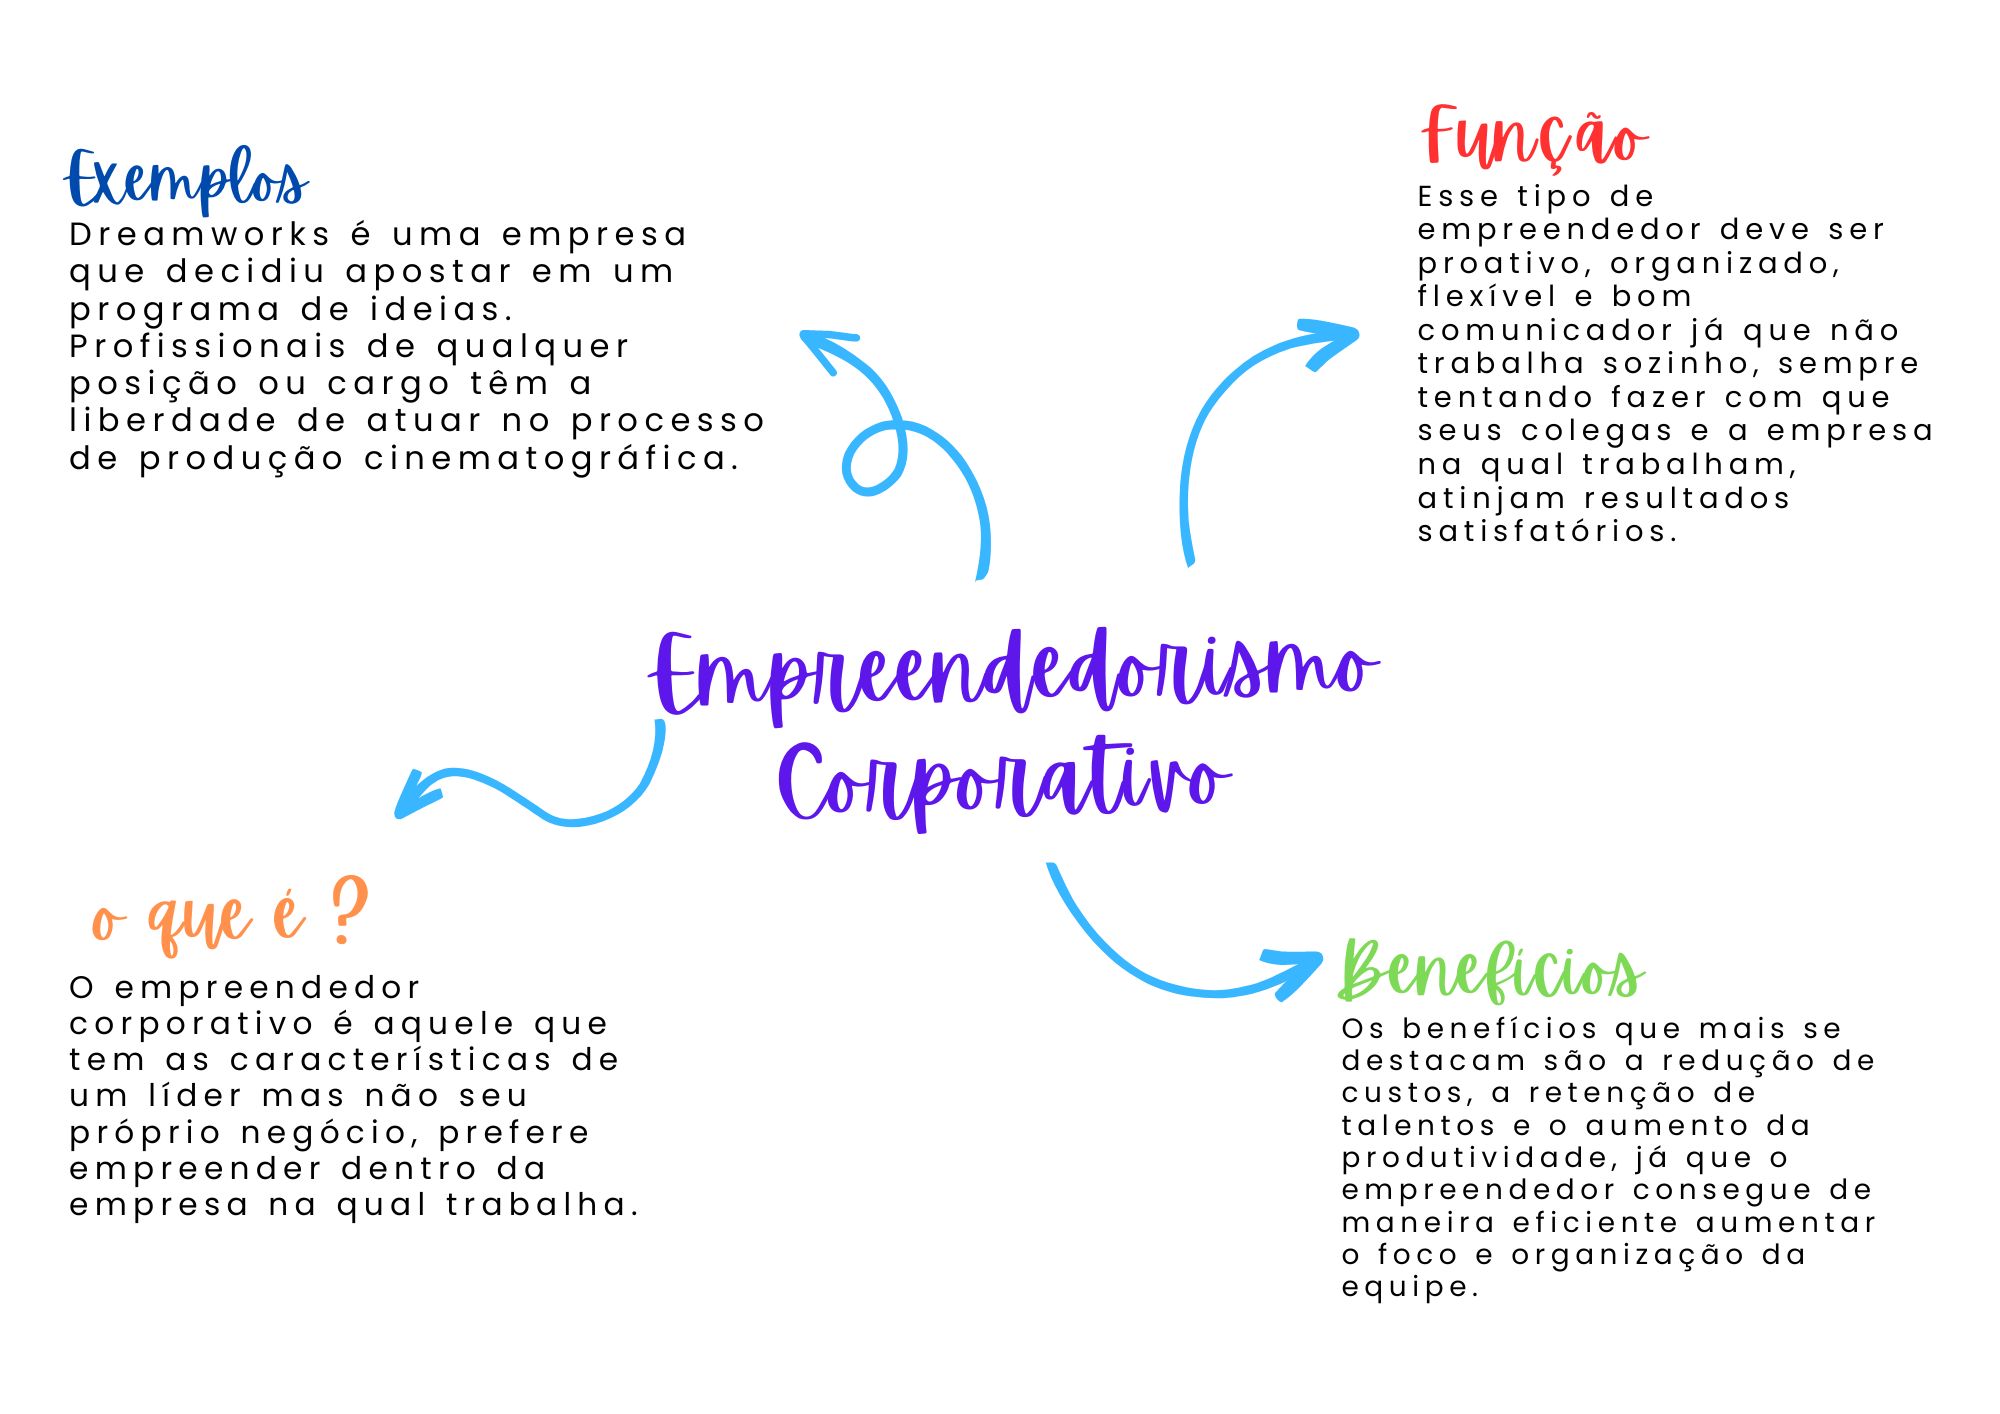 Exemplos
Dreamworks é uma empresa
que decidiu apostar em um
programa de ideias.
Profissionais de qualquer
posição ou cargo têm a
liberdade de atuar no processo
de produção cinematográfica.
Função
Esse tipo de
empreendedor deve ser
proativo, organizado,
flexível e bom
comunicador já que não
trabalha sozinho, sempre
tentando fazer com que
seus colegas e a empresa
na qual trabalham,
atinjam resultados
satisfatórios.
Empreendedorismo
Corporativo
o que é ?
O empreendedor
corporativo é aquele que
tem as características de
um líder mas não seu
próprio negócio, prefere
empreender dentro da
empresa na qual trabalha.
Benefícios
Os benefícios que mais se
destacam são a redução de
custos, a retenção de
talentos e o aumento da
produtividade, já que o
empreendedor consegue de
maneira eficiente aumentar
o foco e organização da
equipe.